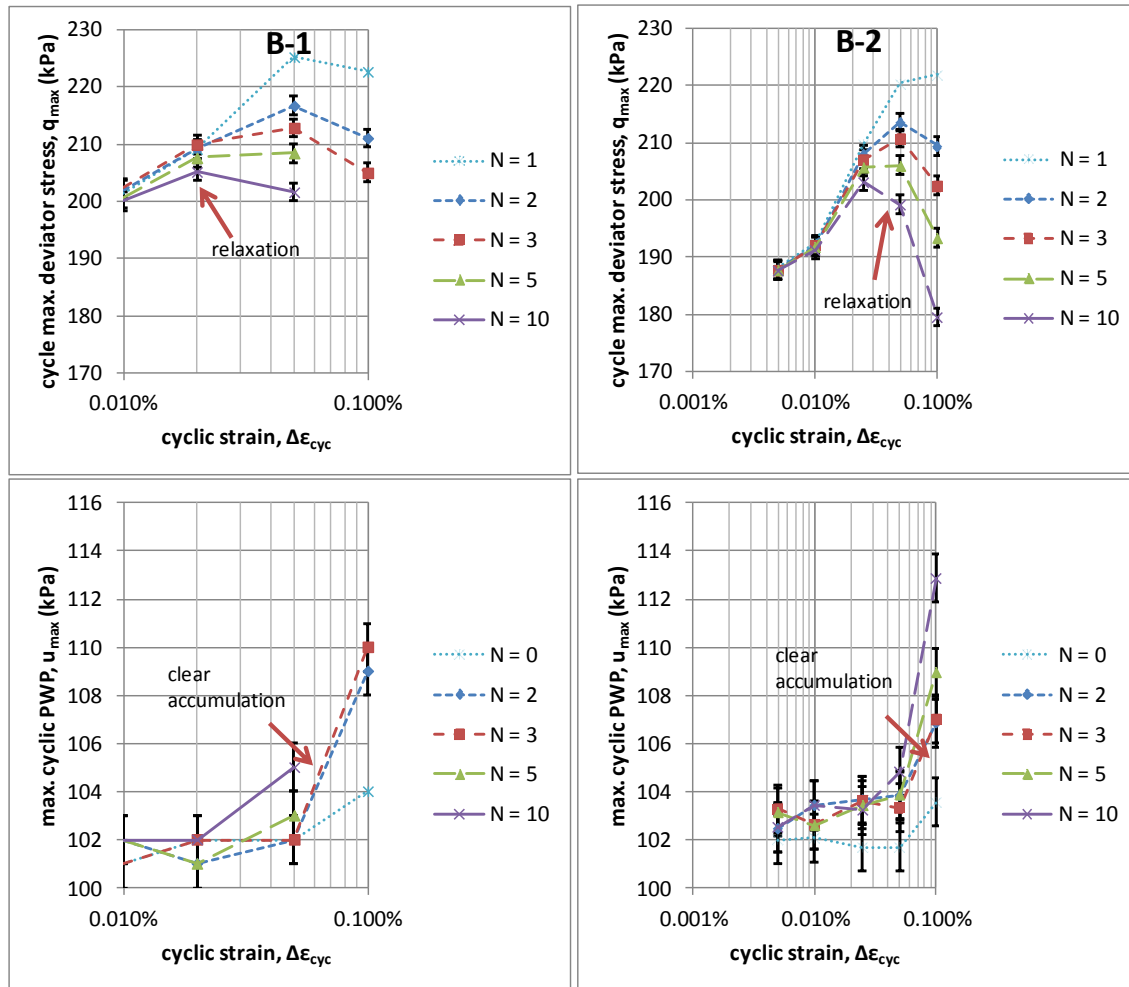 B-1
cycle max. deviator stress, qmax (kPa)
230
220
210
200
190
180
170
0.010%
0.100%
cyclic strain, Δεcyc
relaxation
N = 1
N = 2
N = 3
N = 5
N = 10
B-2
cycle max. deviator stress, qmax (kPa)
230
220
210
200
190
180
170
0.001%
0.010%
0.100%
cyclic strain, Δεcyc
relaxation
N = 1
N = 2
N = 3
N = 5
N = 10
max. cyclic PWP, umax (kPa)
116
114
112
110
108
106
104
102
100
0.010%
0.100%
cyclic strain, Δεcyc
clear
accumulation
N = 0
N = 2
N = 3
N = 5
N = 10
max. cyclic PWP, umax (kPa)
116
114
112
110
108
106
104
102
100
0.001%
0.010%
0.100%
cyclic strain, Δεcyc
clear
accumulation
N = 0
N = 2
N = 3
N = 5
N = 10